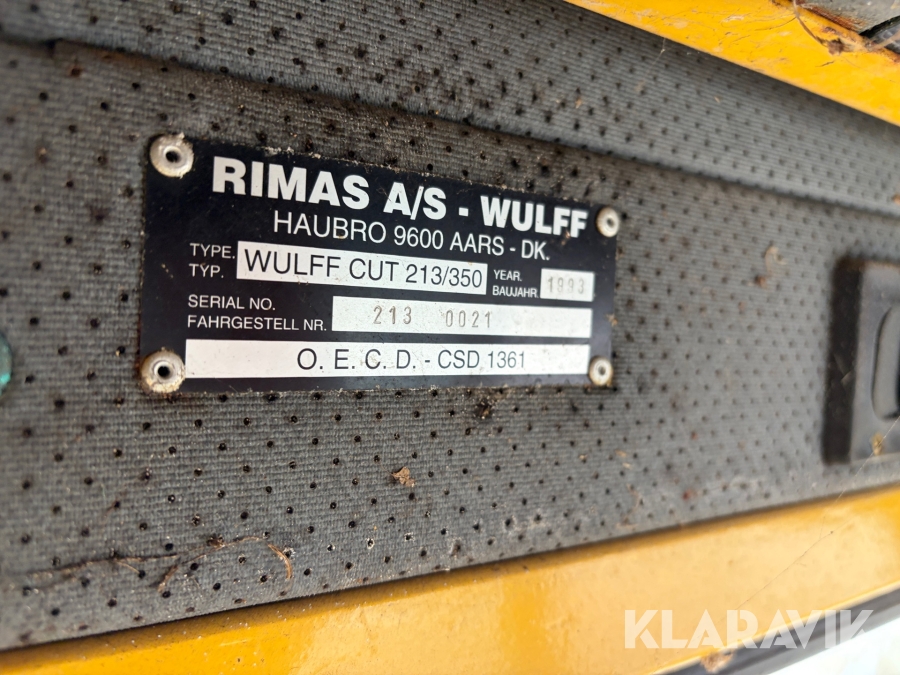 RIMAS A/S - WULFF
HAUBRO 9600 AARS - DK.
TYPE. WULFF CUT 213/350 YEAR. 1993
TYP. BAUJAHR
SERIAL NO. 213 0021
FAHRGESTELL NR.
O. E. C. D. - CSD 1361
KLARAVIK